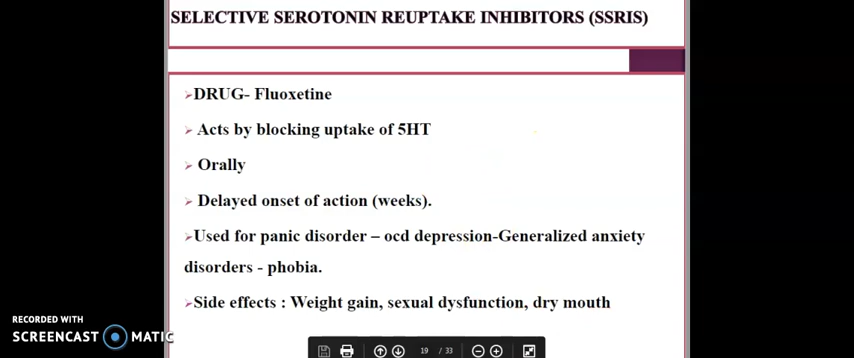 SELECTIVE SEROTONIN REUPTAKE INHIBITORS (SSRIS)
➢DRUG- Fluoxetine
➢ Acts by blocking uptake of 5HT
➢ Orally
➢ Delayed onset of action (weeks).
➢Used for panic disorder – ocd depression-Generalized anxiety
disorders - phobia.
➢Side effects : Weight gain, sexual dysfunction, dry mouth
RECORDED WITH
SCREENCAST MATIC
19 / 33